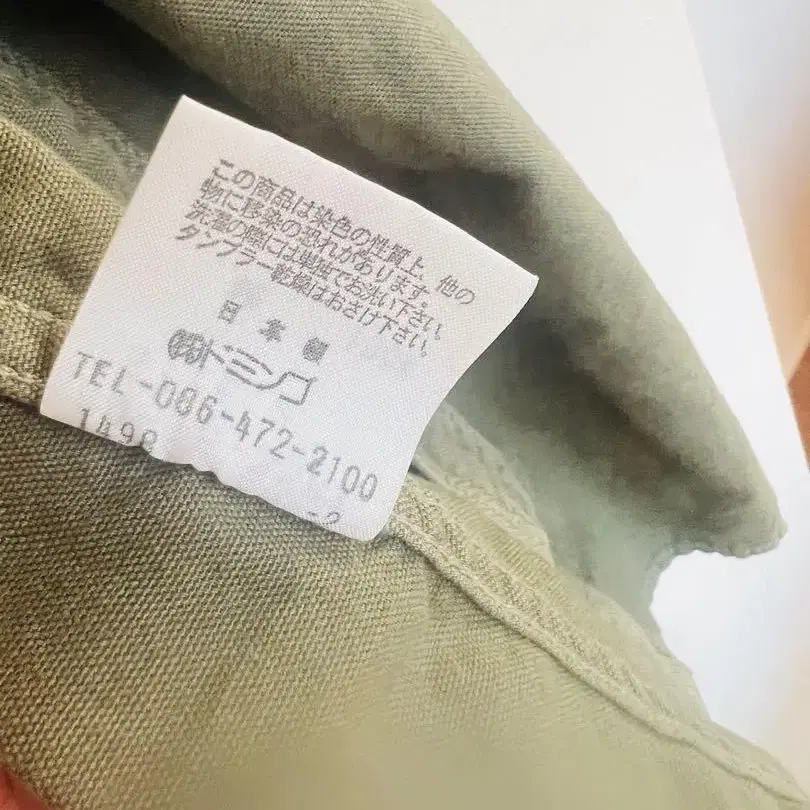 この商品は染色の性質上、他の
物に移染の恐れがあります。
洗濯の際には単独でお洗い下さい。
タンブラー乾燥はおさけ下さい。
日本製
㈱ドミンゴ
TEL-086-472-2100